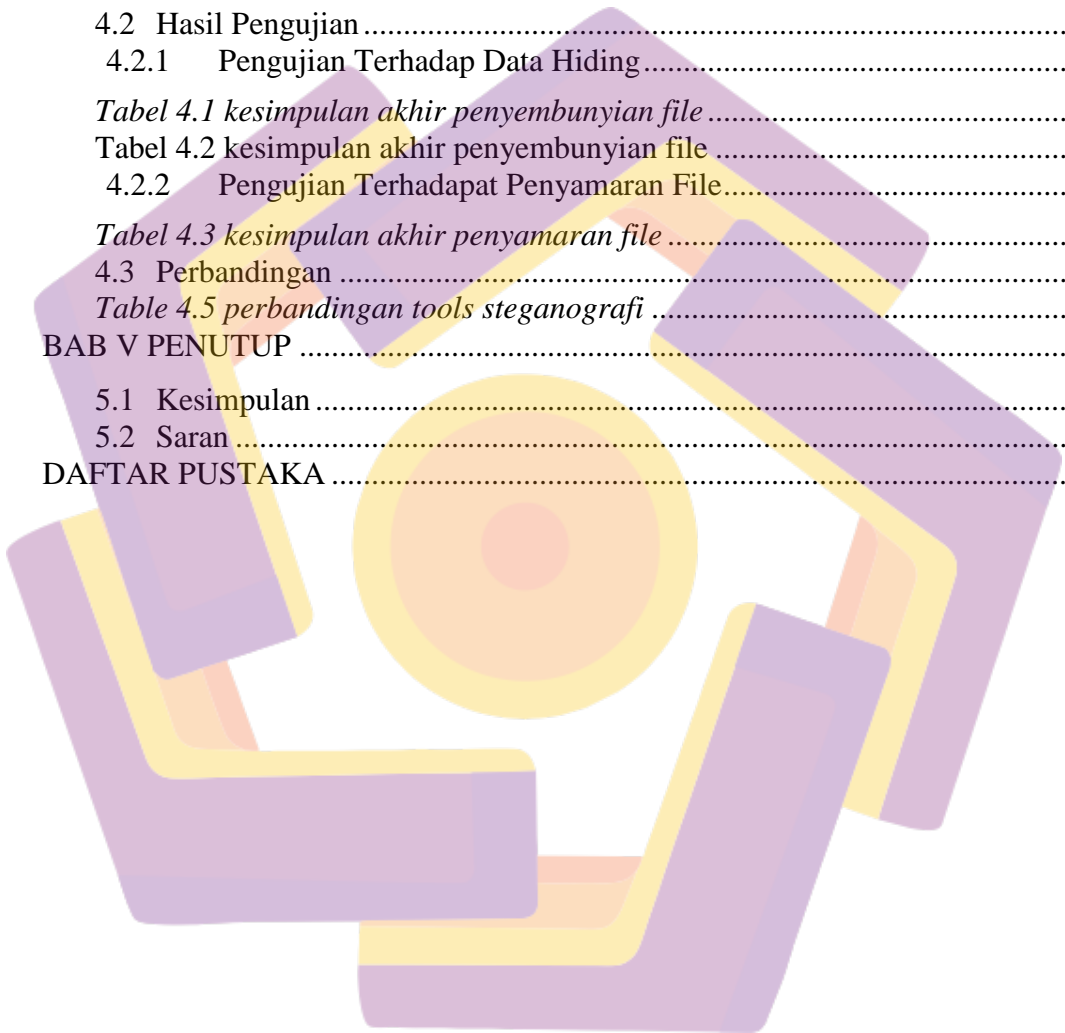 4.2 Hasil Pengujian ..........................................................................................
4.2.1 Pengujian Terhadap Data Hiding.....................................................
Tabel 4.1 kesimpulan akhir penyembunyian file .............................................
Tabel 4.2 kesimpulan akhir penyembunyian file..............................................
4.2.2 Pengujian Terhadapat Penyamaran File...........................................
Tabel 4.3 kesimpulan akhir penyamaran file ...................................................
4.3 Perbandingan .............................................................................................
Table 4.5 perbandingan tools steganografi ....................................................
BAB V PENUTUP ................................................................................................
5.1 Kesimpulan ................................................................................................
5.2 Saran ..........................................................................................................
DAFTAR PUSTAKA ............................................................................................